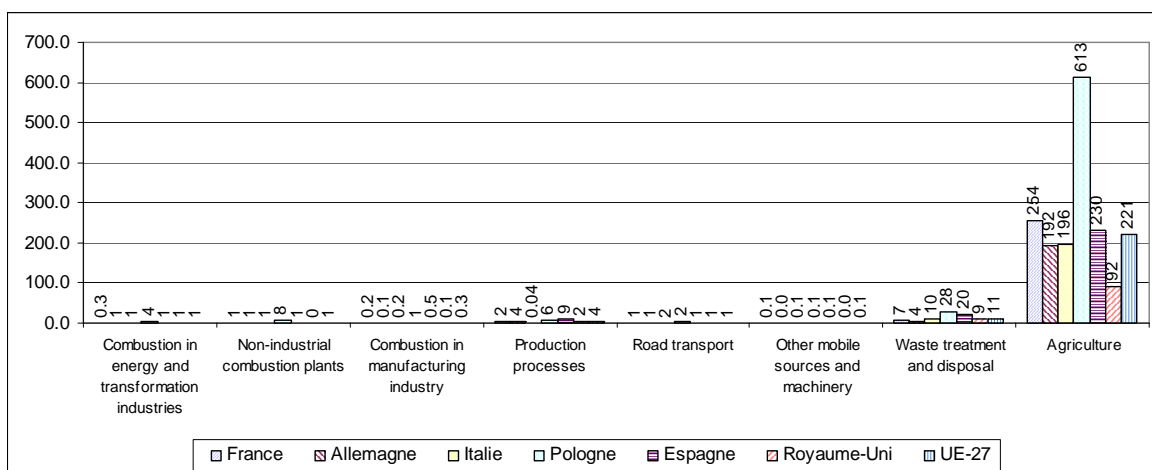 700.0
600.0
500.0
400.0
300.0
200.0
100.0
0.0
0.3 1 1 4 1 1 1
1 1 1 8 1 0 1
0.2 0.1 0.2 1 0.5 0.1 0.3
2 4 0.04 6 9 2 4
1 1 2 2 1 1 1
0.1 0.0 0.1 0.1 0.1 0.0 0.1
7 4 10 28 20 9 11
254 192 196 613 230 92 221
Combustion in
energy and
transformation
industries
Non-industrial
combustion plants
Combustion in
manufacturing
industry
Production
processes
Road transport
Other mobile
sources and
machinery
Waste treatment
and disposal
Agriculture
France Allemagne Italie Pologne Espagne Royaume-Uni UE-27